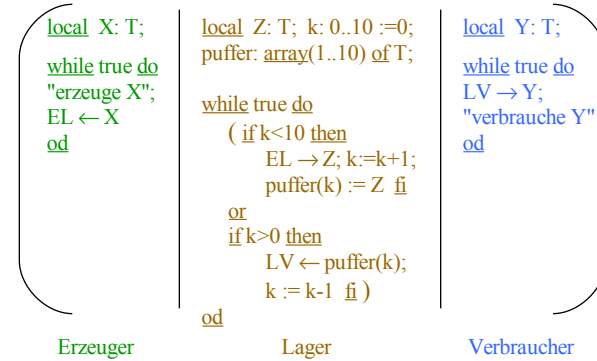 local X: T;
while true do
"erzeuge X";
EL ← X
od
Erzeuger
local Z: T; k: 0..10 :=0;
puffer: array(1..10) of T;
while true do
( if k<10 then
EL → Z; k:=k+1;
puffer(k) := Z fi
or
if k>0 then
LV ← puffer(k);
k := k-1 fi )
od
Lager
local Y: T;
while true do
LV → Y;
"verbrauche Y"
od
Verbraucher